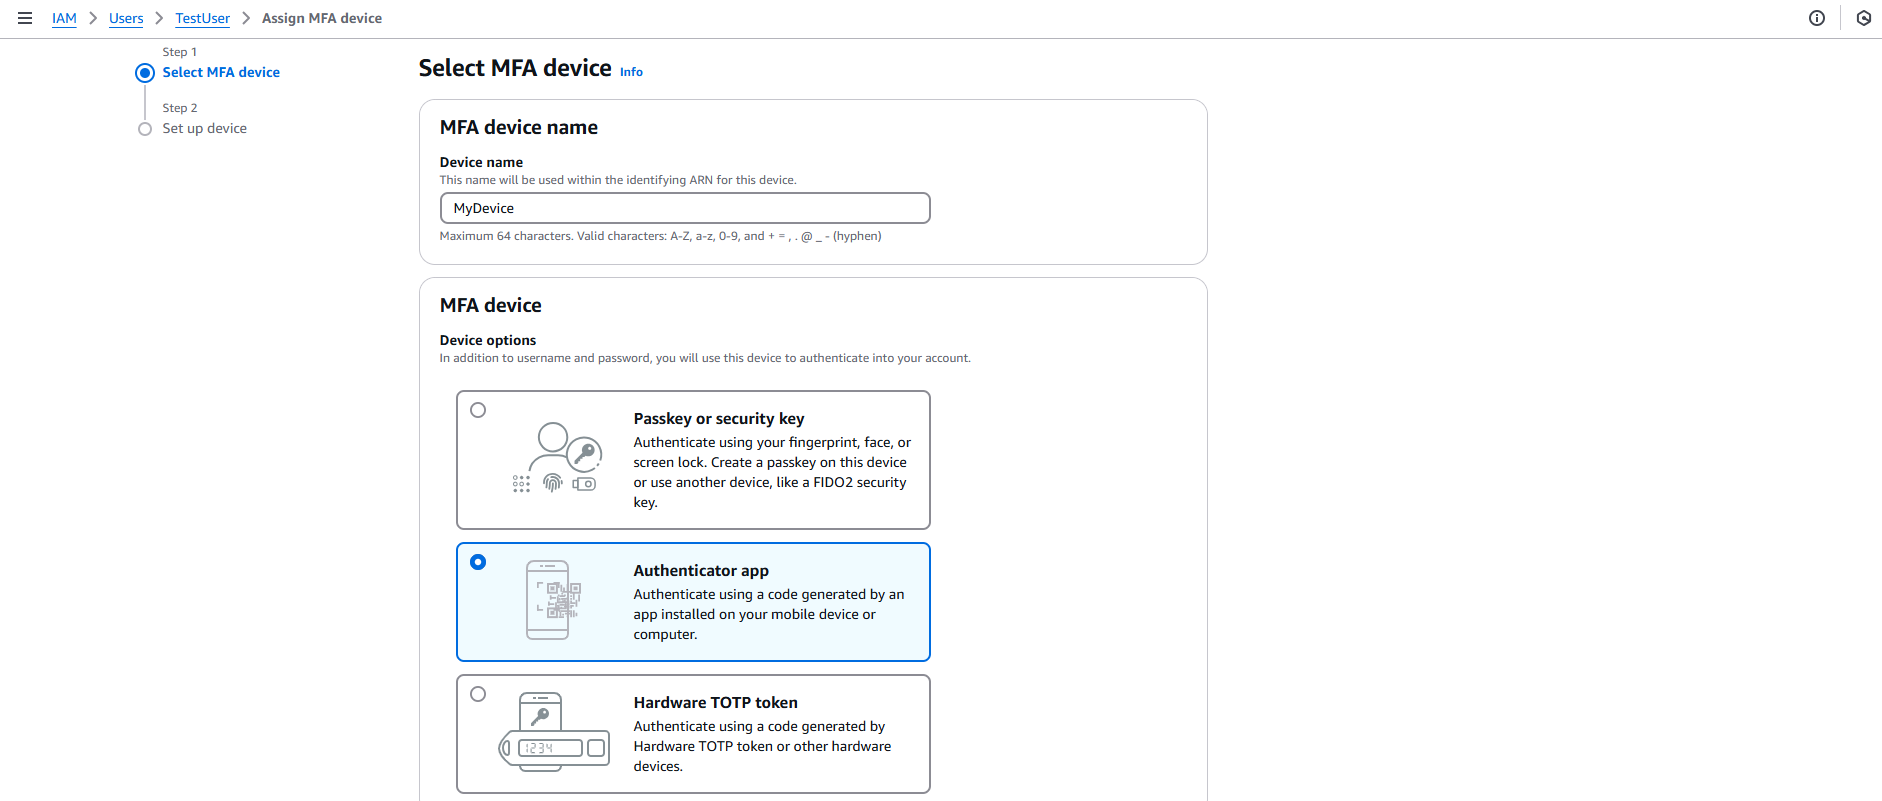 IAM > Users > TestUser > Assign MFA device
Step 1
Select MFA device
Step 2
Set up device
Select MFA device Info
MFA device name
Device name
This name will be used within the identifying ARN for this device.
MyDevice
Maximum 64 characters. Valid characters: A-Z, a-z, 0-9, and + = , . @ _ - (hyphen)
MFA device
Device options
In addition to username and password, you will use this device to authenticate into your account.
Passkey or security key
Authenticate using your fingerprint, face, or
screen lock. Create a passkey on this device
or use another device, like a FIDO2 security
key.
Authenticator app
Authenticate using a code generated by an
app installed on your mobile device or
computer.
1234
Hardware TOTP token
Authenticate using a code generated by
Hardware TOTP token or other hardware
devices.